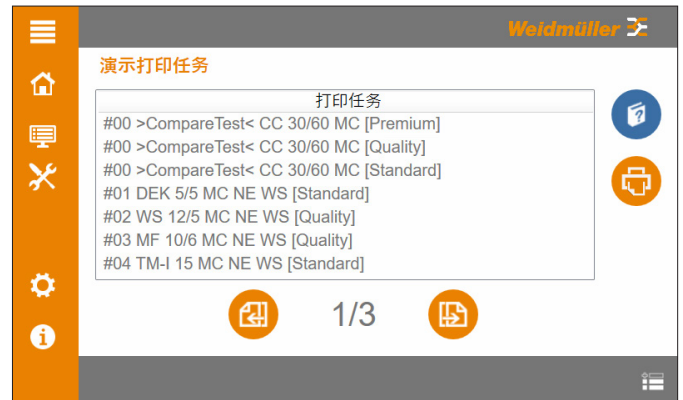 Weidmüller
演示打印任务
打印任务
#00 >CompareTest< CC 30/60 MC [Premium]
#00 >CompareTest< CC 30/60 MC [Quality]
#00 >CompareTest< CC 30/60 MC [Standard]
#01 DEK 5/5 MC NE WS [Standard]
#02 WS 12/5 MC NE WS [Quality]
#03 MF 10/6 MC NE WS [Quality]
#04 TM-I 15 MC NE WS [Standard]
1/3